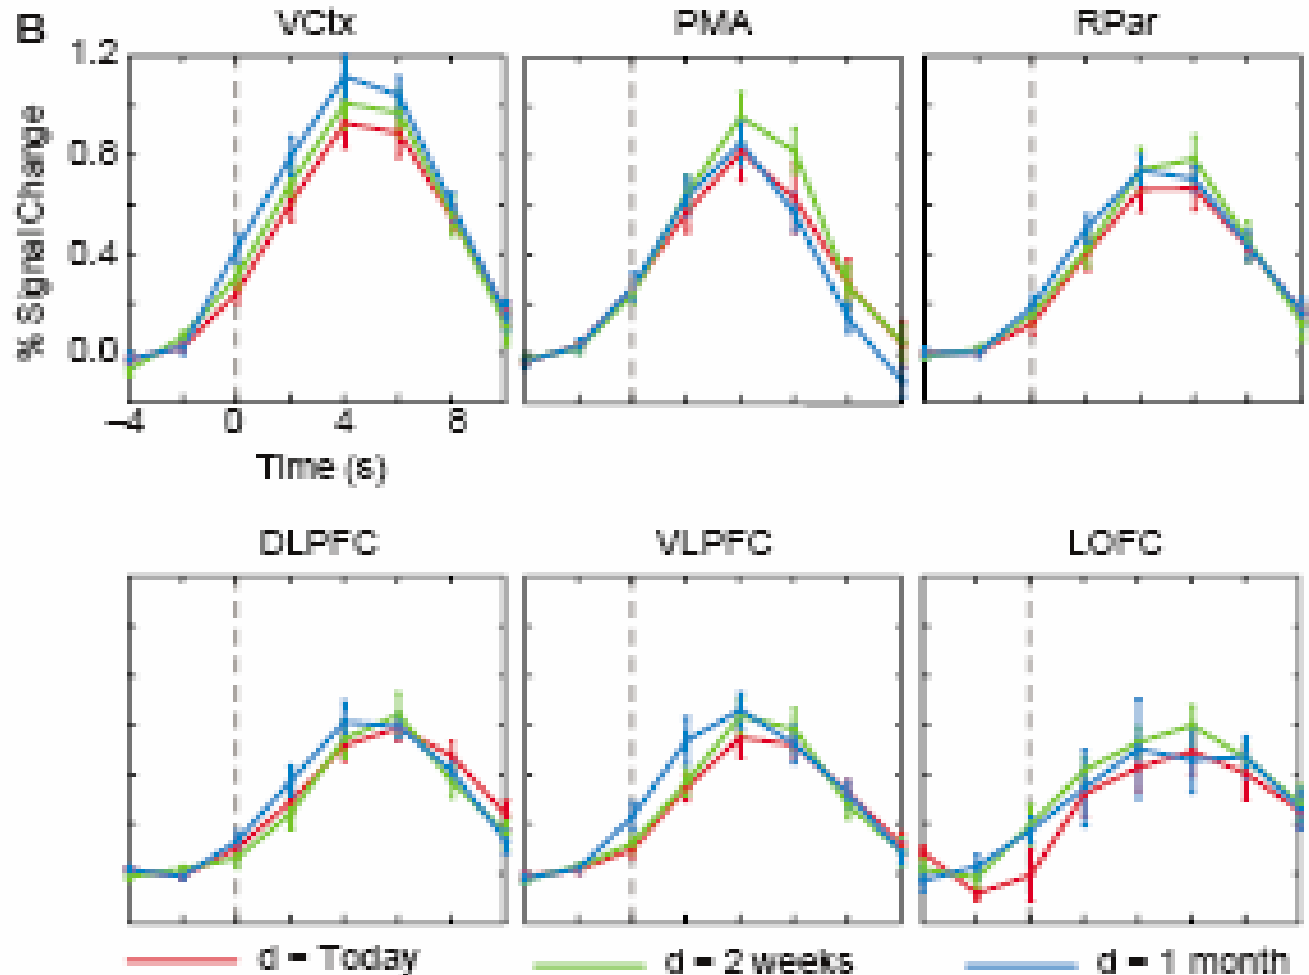 B
VCtx
PMA
RPar
1.2
0.8
0.4
0.0
% Signal Change
-4 0 4 8
Time (s)
DLPFC
VLPFC
LOFC
d = Today
d = 2 weeks
d = 1 month